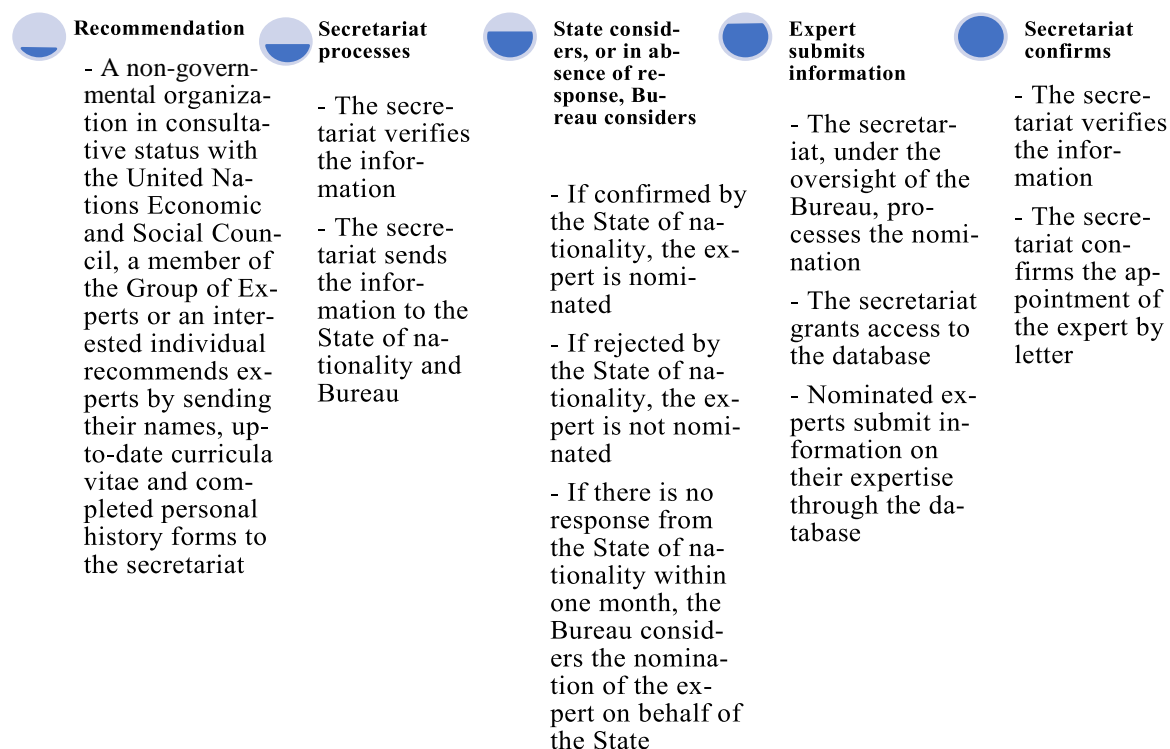 Recommendation
- A non-govern-
mental organiza-
tion in consulta-
tive status with
the United Na-
tions Economic
and Social Coun-
cil, a member of
the Group of Ex-
perts or an inter-
ested individual
recommends ex-
perts by sending
their names, up-
to-date curricula
vitae and com-
pleted personal
history forms to
the secretariat
Secretariat
processes
- The secre-
tariat verifies
the infor-
mation
- The secre-
tariat sends
the infor-
mation to the
State of na-
tionality and
Bureau
State consid-
ers, or in ab-
sence of re-
sponse, Bu-
reau considers
- If confirmed by
the State of na-
tionality, the ex-
pert is nomi-
nated
- If rejected by
the State of na-
tionality, the ex-
pert is not nomi-
nated
- If there is no
response from
the State of na-
tionality within
one month, the
Bureau consid-
ers the nomina-
tion of the ex-
pert on behalf of
the State
Expert
submits
information
- The secretar-
iat, under the
oversight of the
Bureau, pro-
cesses the nomi-
nation
- The secretariat
grants access to
the database
- Nominated ex-
perts submit in-
formation on
their expertise
through the da-
tabase
Secretariat
confirms
- The secre-
tariat verifies
the infor-
mation
- The secre-
tariat con-
firms the ap-
pointment of
the expert by
letter